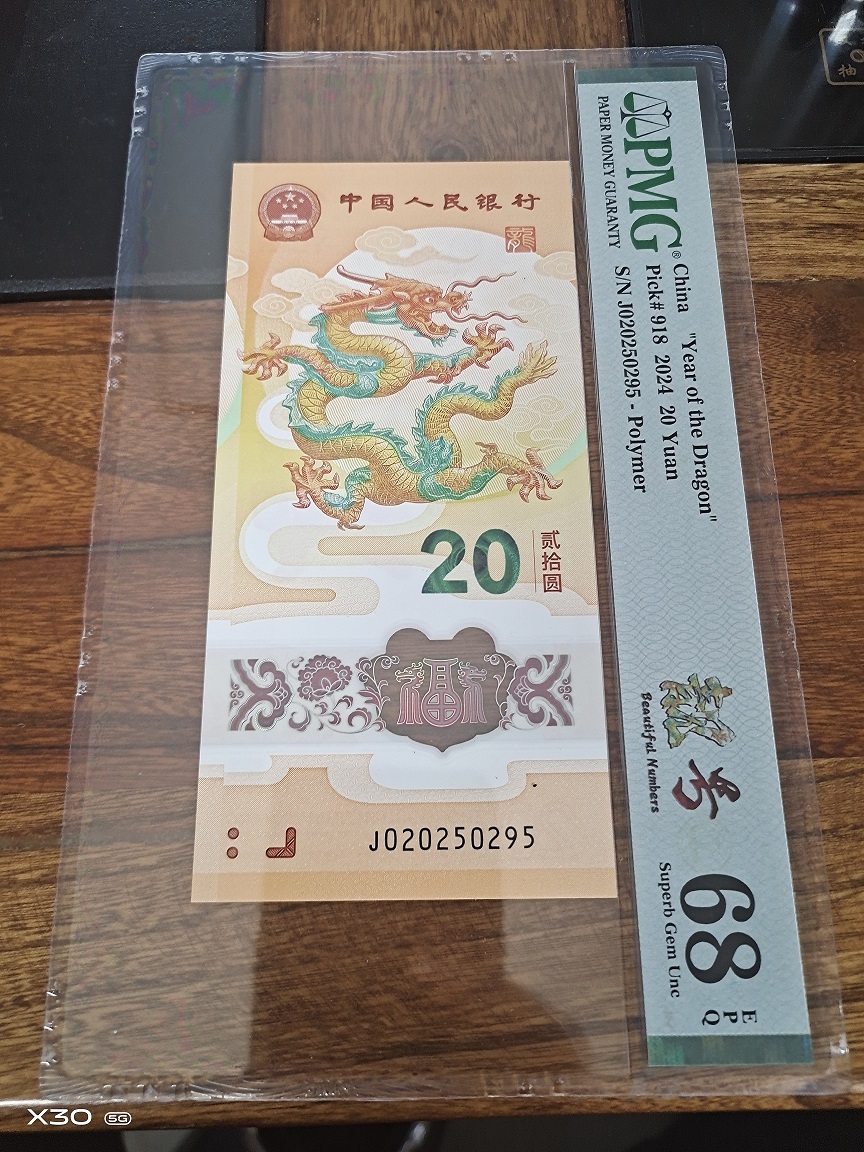 中国人民银行
龍
20
贰拾圆
福
J020250295
PMG®
PAPER MONEY GUARANTY
China "Year of the Dragon"
Pick# 918 2024 20 Yuan
S/N J020250295 - Polymer
靓号
Beautiful Numbers
68
EPQ
Superb Gem Unc
X30 5G